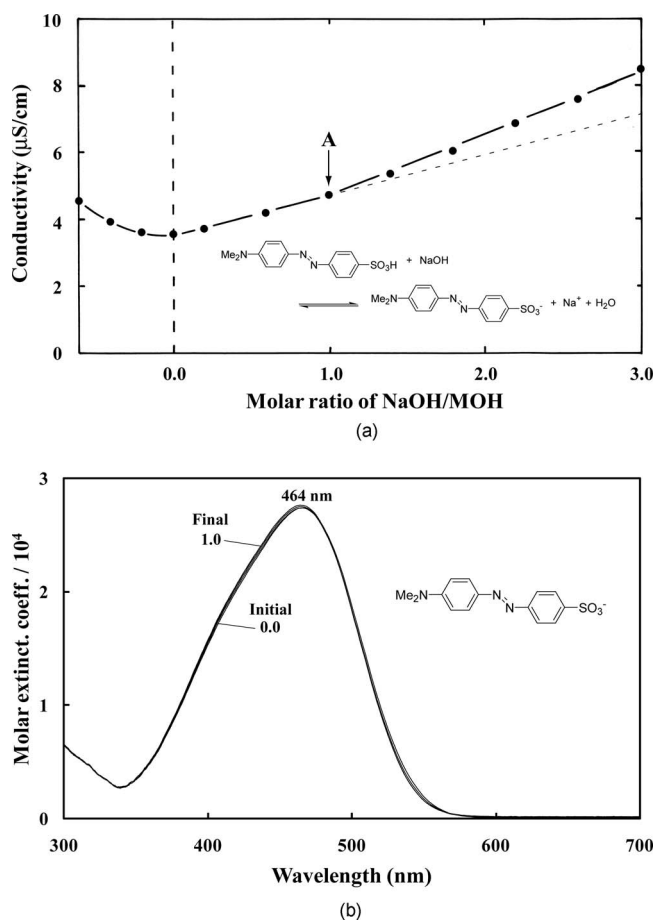 10
8
6
4
2
0
Conductivity (μS/cm)
A
Me₂N
N
N
SO₃H + NaOH
Me₂N
N
N
SO₃⁻ + Na⁺ + H₂O
0.0 1.0 2.0 3.0
Molar ratio of NaOH/MOH
(a)
3
2
1
0
Molar extinct. coeff. / 10⁴
464 nm
Final
1.0
Initial
0.0
Me₂N
N
N
SO₃⁻
300 400 500 600 700
Wavelength (nm)
(b)